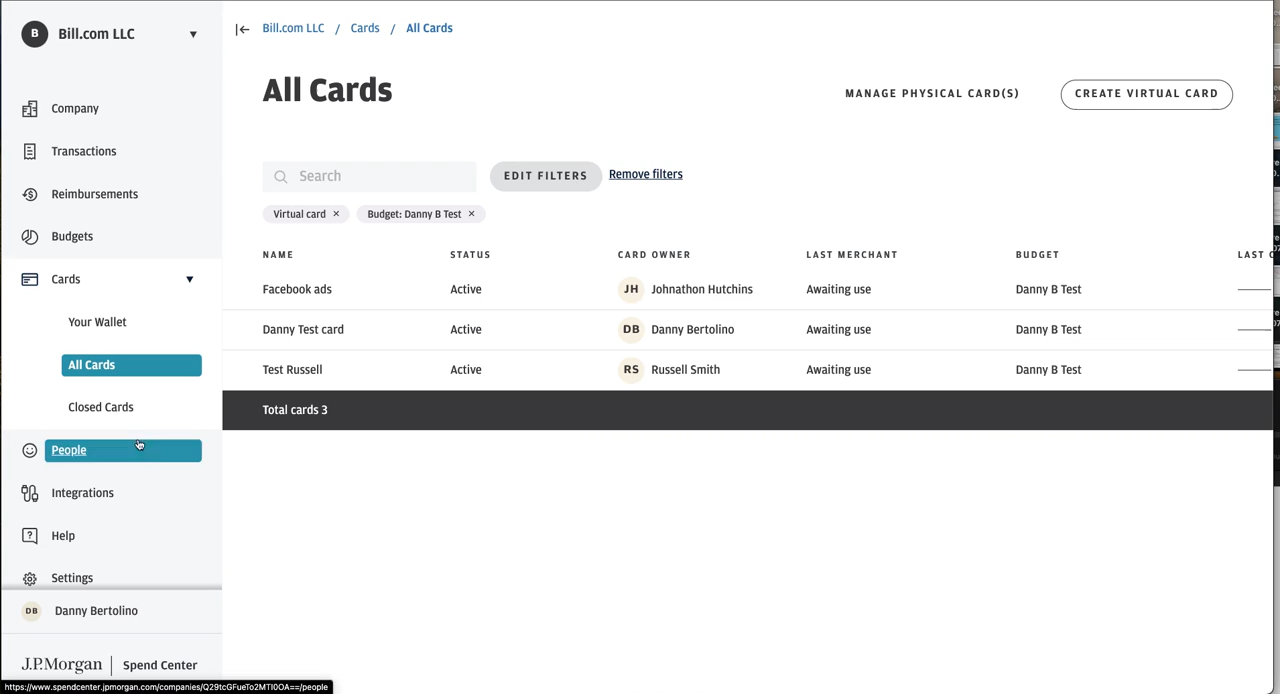 B Bill.com LLC ▼
Company
Transactions
Reimbursements
Budgets
Cards ▼
Your Wallet
All Cards
Closed Cards
People
Integrations
? Help
Settings
DB Danny Bertolino
J.P.Morgan | Spend Center
https://www.spendcenter.jpmorgan.com/companies/Q29tcGFueTo2MTI0OA==/people
Bill.com LLC / Cards / All Cards
All Cards
MANAGE PHYSICAL CARD(S) CREATE VIRTUAL CARD
Search EDIT FILTERS Remove filters
Virtual card × Budget: Danny B Test ×
NAME STATUS CARD OWNER LAST MERCHANT BUDGET LAST
Facebook ads Active JH Johnathon Hutchins Awaiting use Danny B Test
Danny Test card Active DB Danny Bertolino Awaiting use Danny B Test
Test Russell Active RS Russell Smith Awaiting use Danny B Test
Total cards 3